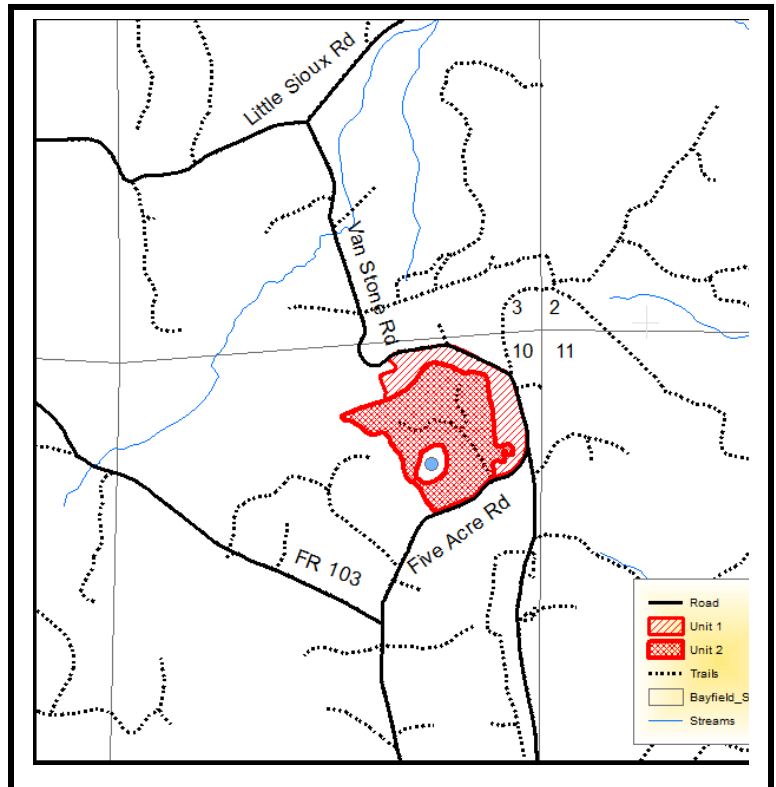 Little Sioux Rd
Van Stone Rd
3 2
10 11
Five Acre Rd
FR 103
Road
Unit 1
Unit 2
Trails
Bayfield_S
Streams